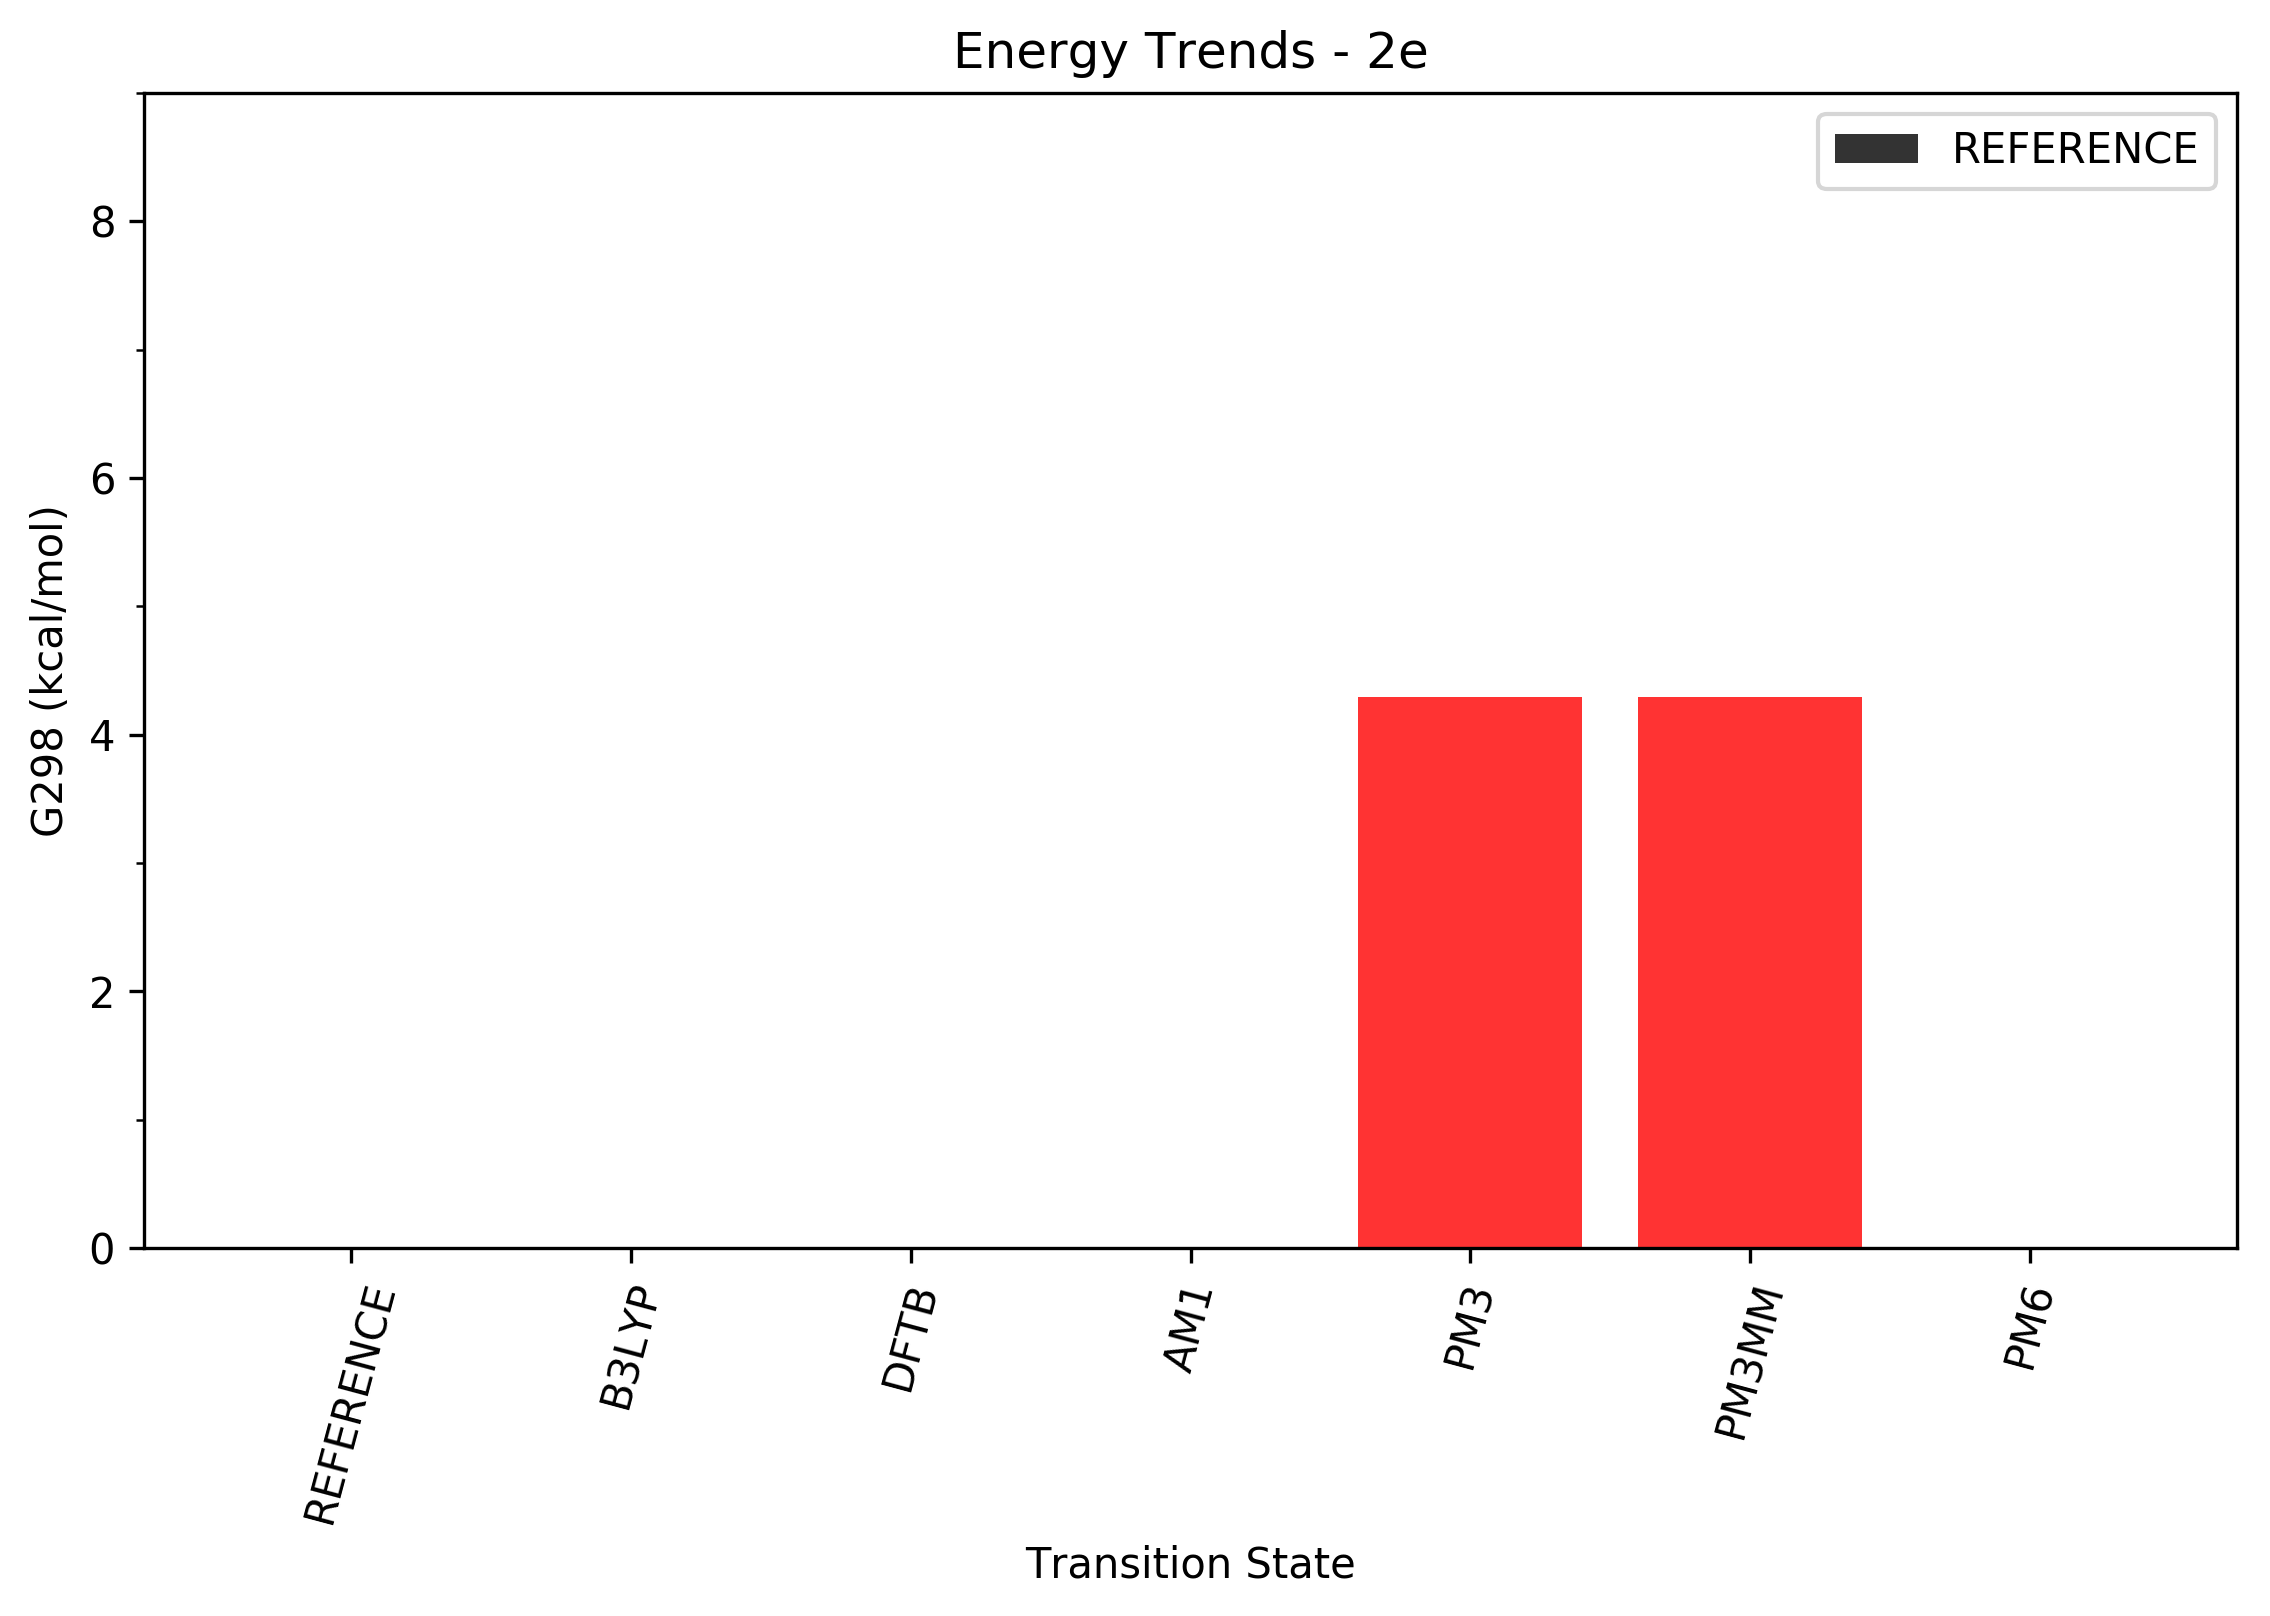 Energy Trends - 2e
REFERENCE
G298 (kcal/mol)
8
6
4
2
0
REFERENCE
B3LYP
DFTB
AM1
PM3
PM3MM
PM6
Transition State